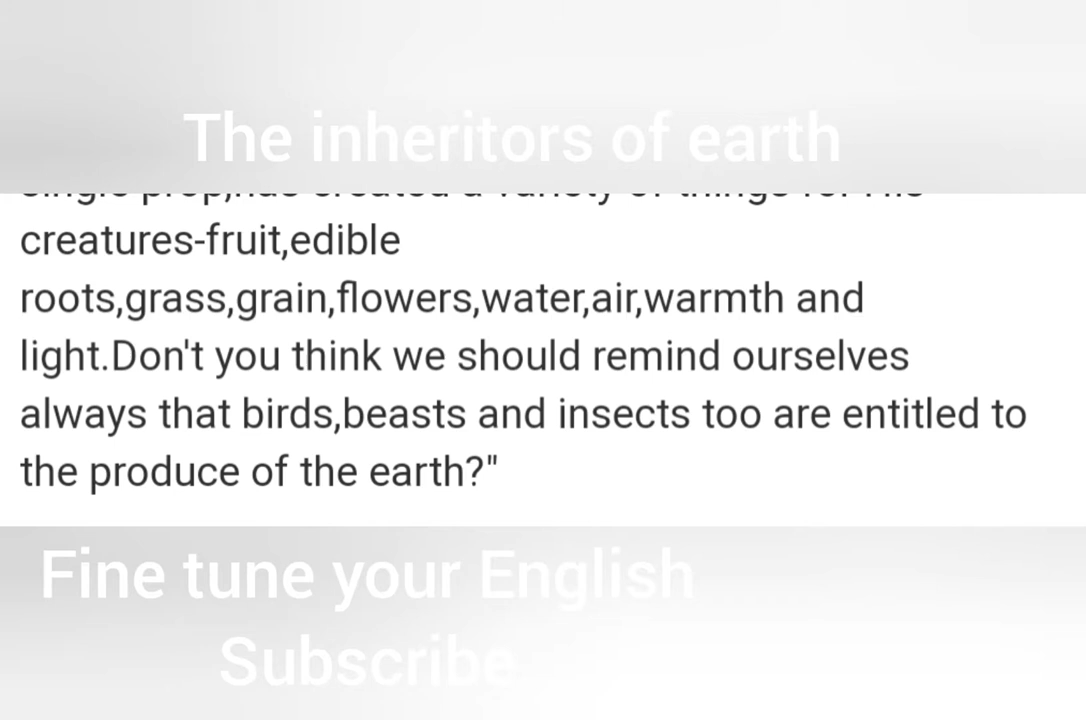 The inheritors of earth
creatures-fruit,edible
roots,grass,grain,flowers,water,air,warmth and
light.Don't you think we should remind ourselves
always that birds,beasts and insects too are entitled to
the produce of the earth?"
Fine tune your English
Subscribe